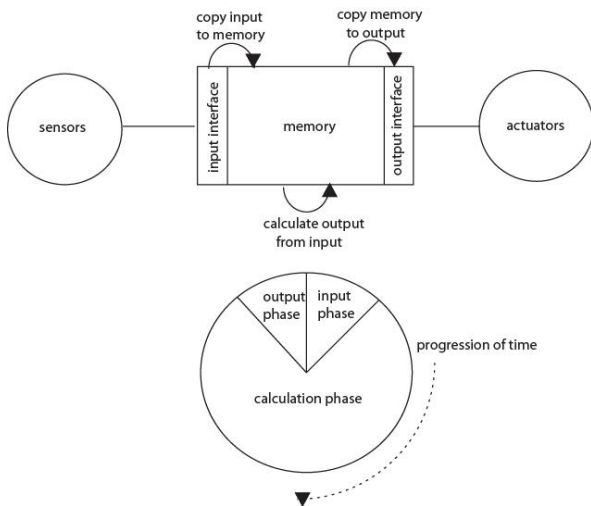 copy input
to memory
copy memory
to output
sensors
input interface
memory
output interface
actuators
calculate output
from input
output
phase
input
phase
progression of time
calculation phase